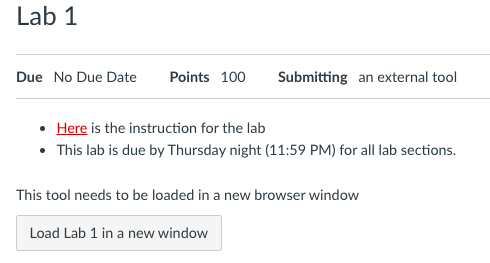 Lab 1
Due No Due Date Points 100 Submitting an external tool
• Here is the instruction for the lab
• This lab is due by Thursday night (11:59 PM) for all lab sections.
This tool needs to be loaded in a new browser window
Load Lab 1 in a new window